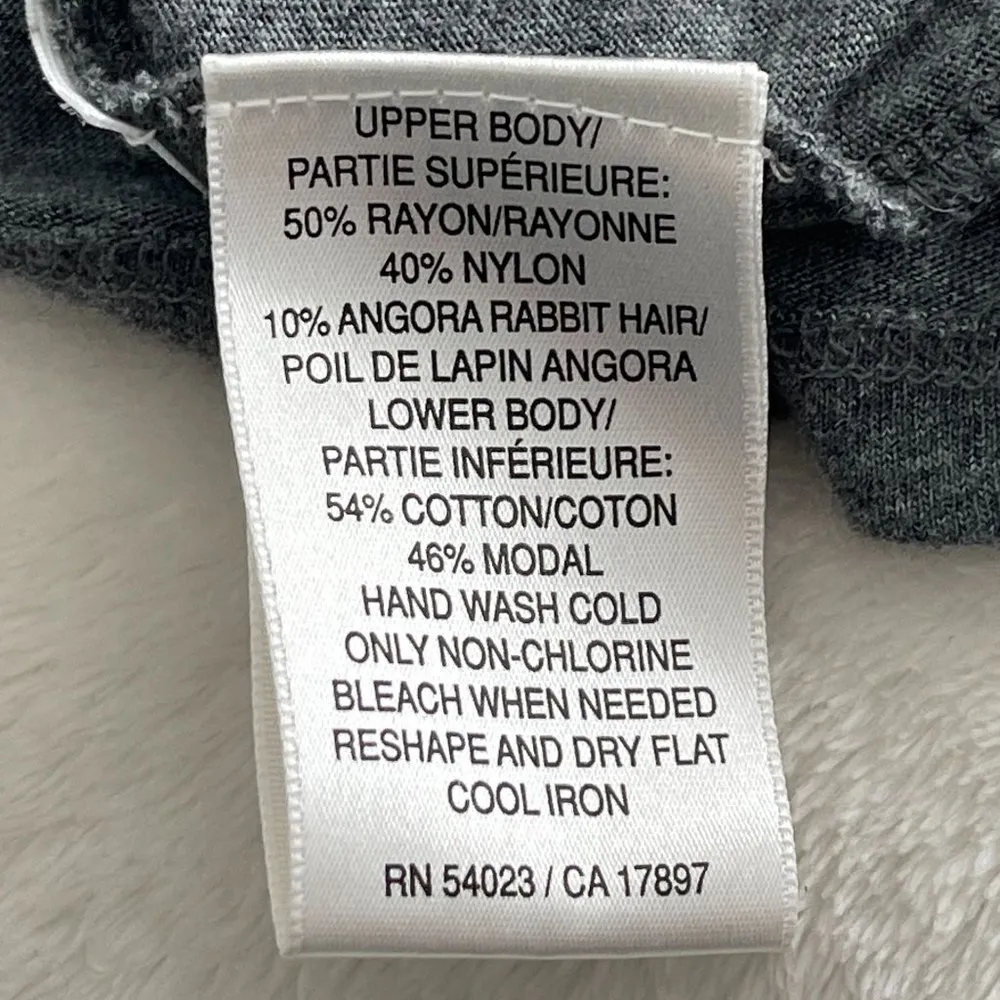 UPPER BODY/
PARTIE SUPÉRIEURE:
50% RAYON/RAYONNE
40% NYLON
10% ANGORA RABBIT HAIR/
POIL DE LAPIN ANGORA
LOWER BODY/
PARTIE INFÉRIEURE:
54% COTTON/COTON
46% MODAL
HAND WASH COLD
ONLY NON-CHLORINE
BLEACH WHEN NEEDED
RESHAPE AND DRY FLAT
COOL IRON
RN 54023 / CA 17897